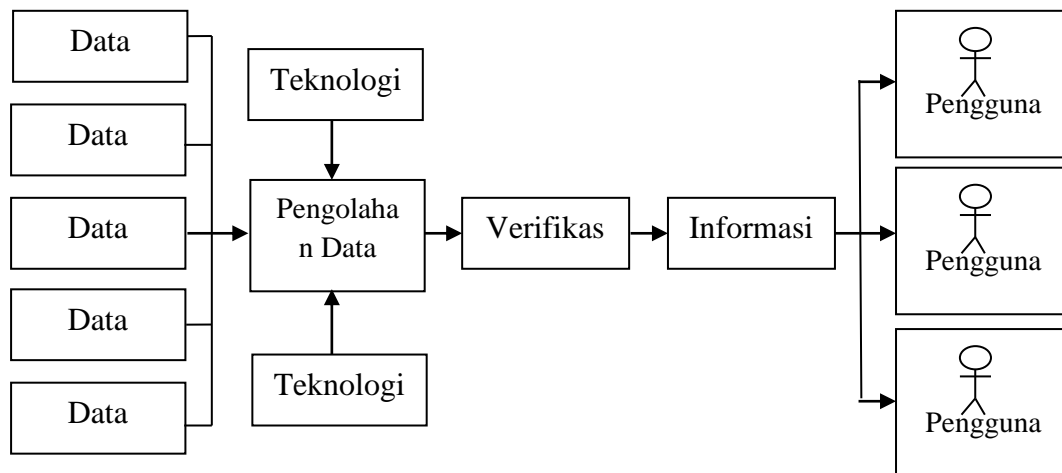 Data
Data
Data
Data
Data
Teknologi
Pengolaha
n Data
Teknologi
Verifikas
Informasi
Pengguna
Pengguna
Pengguna